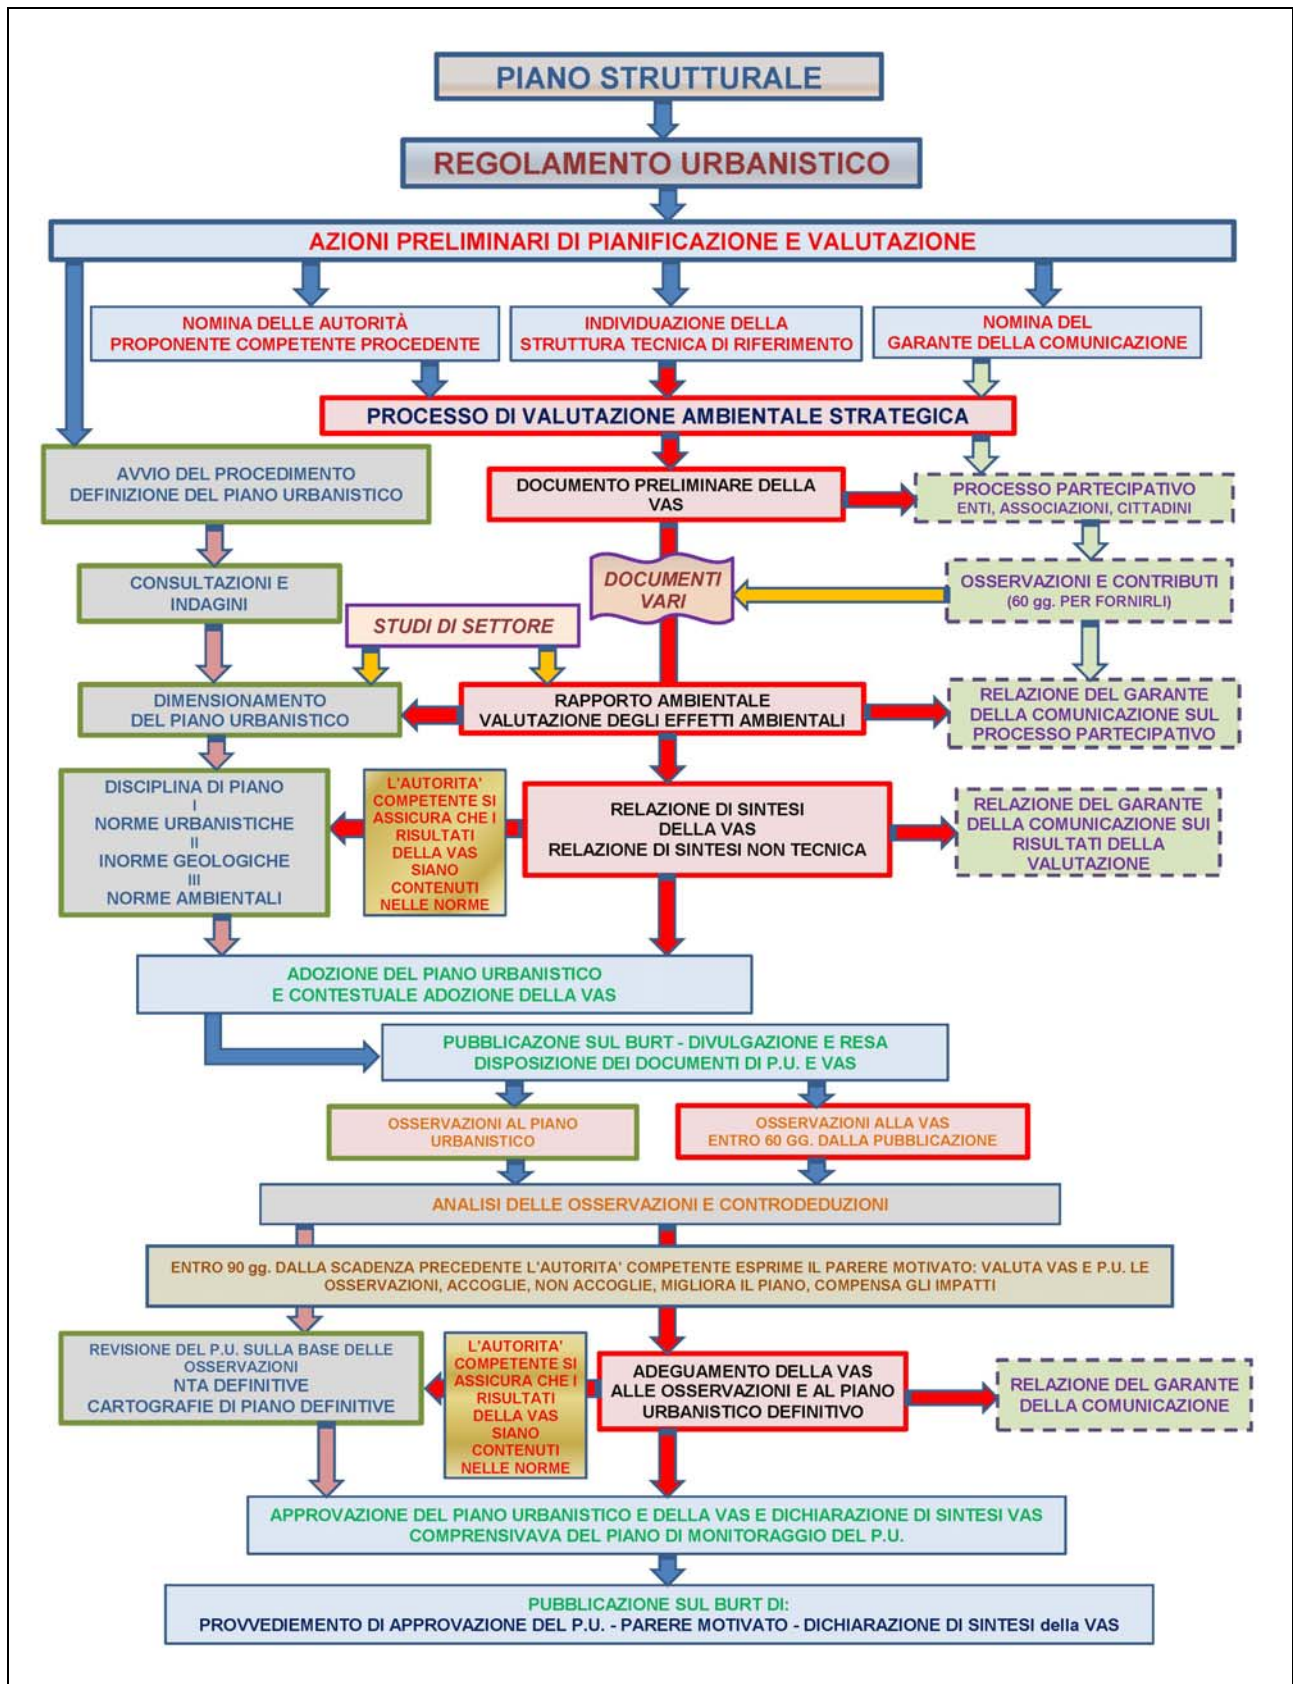 PIANO STRUTTURALE
REGOLAMENTO URBANISTICO
AZIONI PRELIMINARI DI PIANIFICAZIONE E VALUTAZIONE
NOMINA DELLE AUTORITÀ
PROPONENTE COMPETENTE PROCEDENTE
INDIVIDUAZIONE DELLA
STRUTTURA TECNICA DI RIFERIMENTO
NOMINA DEL
GARANTE DELLA COMUNICAZIONE
PROCESSO DI VALUTAZIONE AMBIENTALE STRATEGICA
AVVIO DEL PROCEDIMENTO
DEFINIZIONE DEL PIANO URBANISTICO
DOCUMENTO PRELIMINARE DELLA
VAS
PROCESSO PARTECIPATIVO
ENTI, ASSOCIAZIONI, CITTADINI
CONSULTAZIONI E
INDAGINI
DOCUMENTI
VARI
OSSERVAZIONI E CONTRIBUTI
(60 gg. PER FORNIRLI)
STUDI DI SETTORE
DIMENSIONAMENTO
DEL PIANO URBANISTICO
RAPPORTO AMBIENTALE
VALUTAZIONE DEGLI EFFETTI AMBIENTALI
RELAZIONE DEL GARANTE
DELLA COMUNICAZIONE SUL
PROCESSO PARTECIPATIVO
DISCIPLINA DI PIANO
I
NORME URBANISTICHE
II
INORME GEOLOGICHE
III
NORME AMBIENTALI
L'AUTORITA'
COMPETENTE SI
ASSICURA CHE I
RISULTATI
DELLA VAS
SIANO
CONTENUTI
NELLE NORME
RELAZIONE DI SINTESI
DELLA VAS
RELAZIONE DI SINTESI NON TECNICA
RELAZIONE DEL GARANTE
DELLA COMUNICAZIONE SUI
RISULTATI DELLA
VALUTAZIONE
ADOZIONE DEL PIANO URBANISTICO
E CONTESTUALE ADOZIONE DELLA VAS
PUBBLICAZONE SUL BURT - DIVULGAZIONE E RESA
DISPOSIZIONE DEI DOCUMENTI DI P.U. E VAS
OSSERVAZIONI AL PIANO
URBANISTICO
OSSERVAZIONI ALLA VAS
ENTRO 60 GG. DALLA PUBBLICAZIONE
ANALISI DELLE OSSERVAZIONI E CONTRODEDUZIONI
ENTRO 90 gg. DALLA SCADENZA PRECEDENTE L'AUTORITA' COMPETENTE ESPRIME IL PARERE MOTIVATO: VALUTA VAS E P.U. LE
OSSERVAZIONI, ACCOGLIE, NON ACCOGLIE, MIGLIORA IL PIANO, COMPENSA GLI IMPATTI
REVISIONE DEL P.U. SULLA BASE DELLE
OSSERVAZIONI
NTA DEFINITIVE
CARTOGRAFIE DI PIANO DEFINITIVE
L'AUTORITA'
COMPETENTE SI
ASSICURA CHE I
RISULTATI
DELLA VAS
SIANO
CONTENUTI
NELLE NORME
ADEGUAMENTO DELLA VAS
ALLE OSSERVAZIONI E AL PIANO
URBANISTICO DEFINITIVO
RELAZIONE DEL GARANTE
DELLA COMUNICAZIONE
APPROVAZIONE DEL PIANO URBANISTICO E DELLA VAS E DICHIARAZIONE DI SINTESI VAS
COMPRENSIVAVA DEL PIANO DI MONITORAGGIO DEL P.U.
PUBBLICAZIONE SUL BURT DI:
PROVVEDIEMENTO DI APPROVAZIONE DEL P.U. - PARERE MOTIVATO - DICHIARAZIONE DI SINTESI della VAS